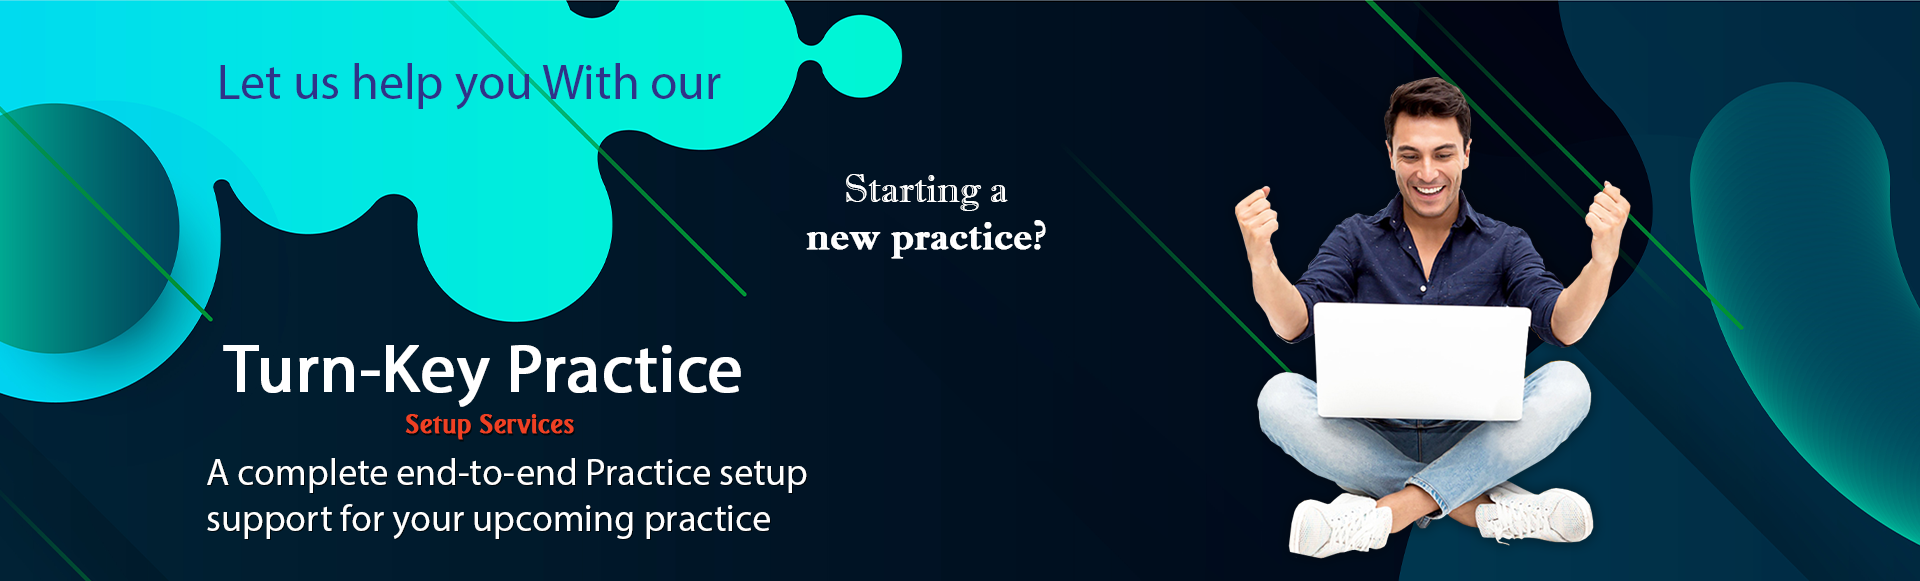 Let us help you With our
Starting a
new practice?
Turn-Key Practice
Setup Services
A complete end-to-end Practice setup
support for your upcoming practice